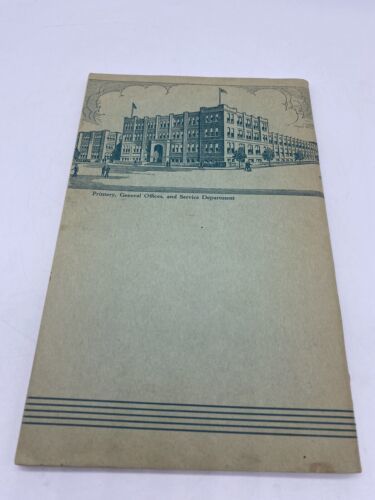 Printery, General Offices, and Service Department